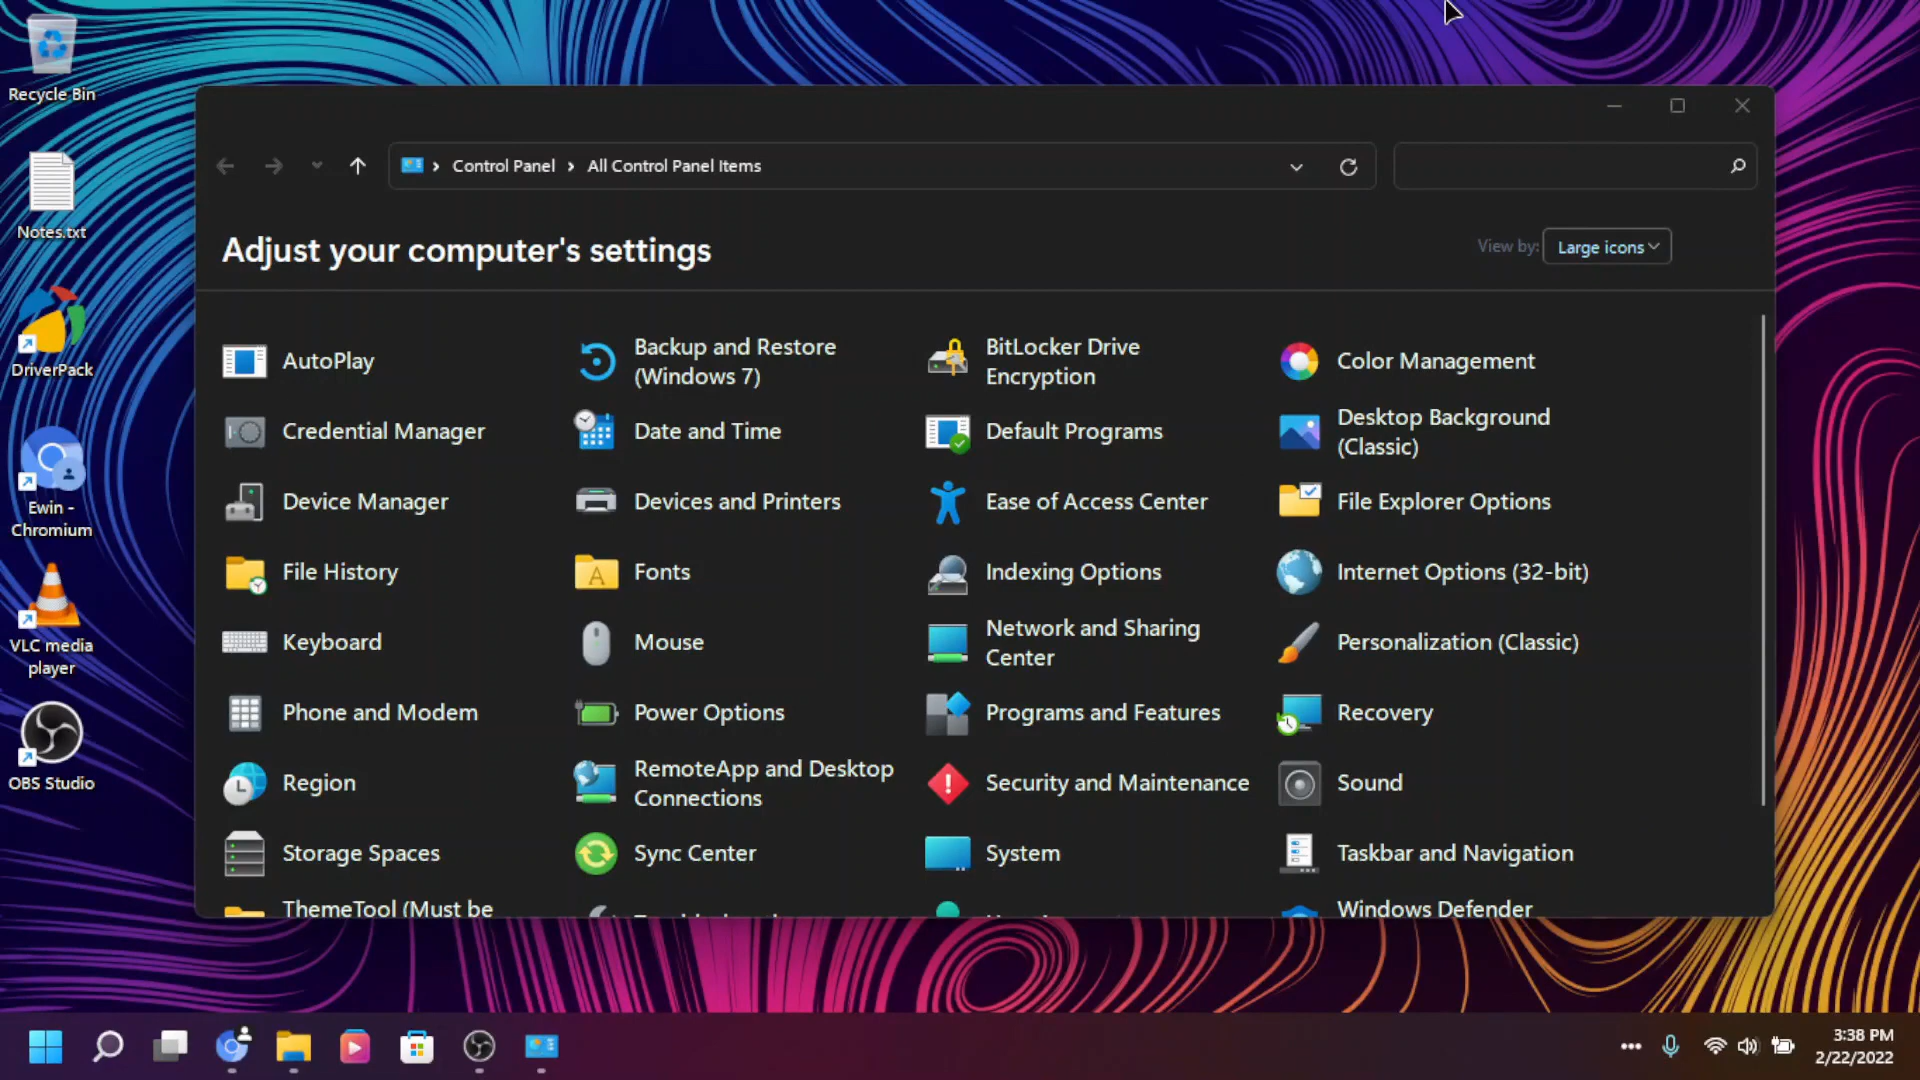 Recycle Bin
Notes.txt
DriverPack
Ewin -
Chromium
VLC media
player
OBS Studio
Control Panel
All Control Panel Items
Adjust your computer's settings
View by:
Large icons
AutoPlay
Backup and Restore
(Windows 7)
BitLocker Drive
Encryption
Color Management
Credential Manager
Date and Time
Default Programs
Desktop Background
(Classic)
Device Manager
Devices and Printers
Ease of Access Center
File Explorer Options
File History
Fonts
Indexing Options
Internet Options (32-bit)
Keyboard
Mouse
Network and Sharing
Center
Personalization (Classic)
Phone and Modem
Power Options
Programs and Features
Recovery
Region
RemoteApp and Desktop
Connections
Security and Maintenance
Sound
Storage Spaces
Sync Center
System
Taskbar and Navigation
ThemeTool (Must be
Windows Defender
3:38 PM
2/22/2022